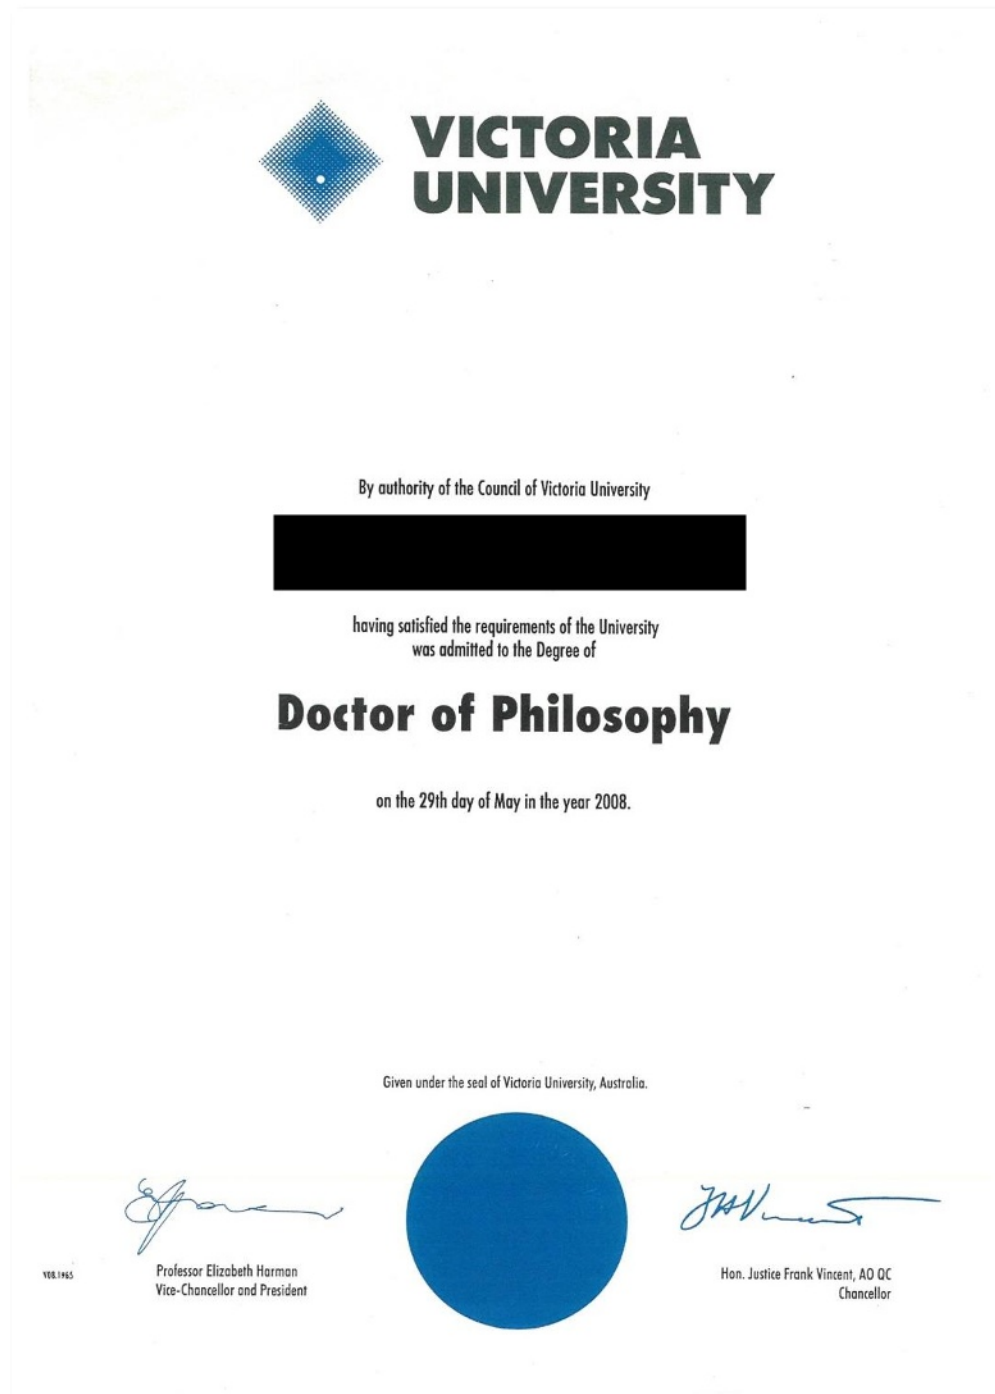 VICTORIA
UNIVERSITY
By authority of the Council of Victoria University
having satisfied the requirements of the University
was admitted to the Degree of
Doctor of Philosophy
on the 29th day of May in the year 2008.
Given under the seal of Victoria University, Australia.
V08.1965
Professor Elizabeth Harman
Vice-Chancellor and President
Hon. Justice Frank Vincent, AO QC
Chancellor